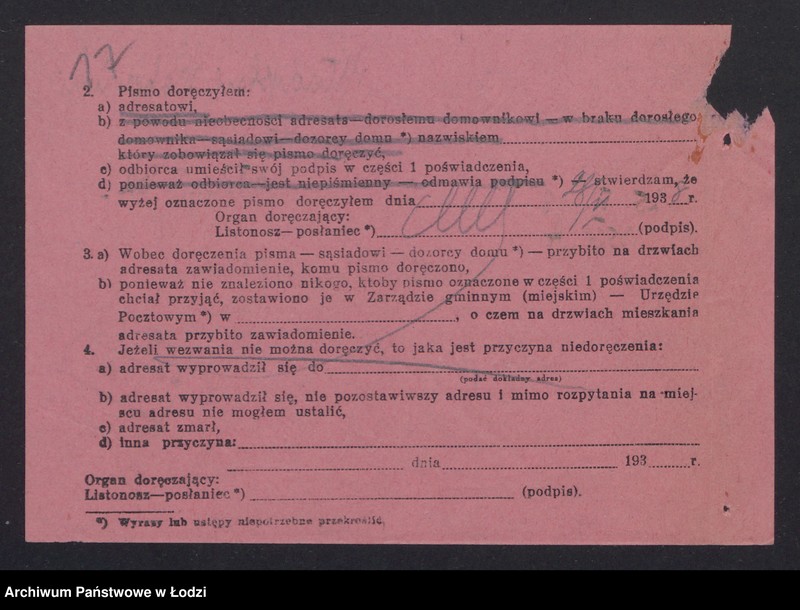 17
2. Pismo doręczyłem:
a) adresatowi,
b) z powodu nieobecności adresata—dorosłemu domownikowi — w braku dorosłego
domownika—sąsiadowi—dozorcy domu *) nazwiskiem
który zobowiązał się pismo doręczyć,
c) odbiorca umieścił swój podpis w części 1 poświadczenia,
d) ponieważ odbiorca—jest niepiśmienny — odmawia podpisu *) — stwierdzam, że
wyżej oznaczone pismo doręczyłem dnia 1938 r.
Organ doręczający:
Listonosz—posłaniec *) (podpis).
3. a) Wobec doręczenia pisma — sąsiadowi — dozorcy domu *) — przybito na drzwiach
adresata zawiadomienie, komu pismo doręczono,
b) ponieważ nie znaleziono nikogo, ktoby pismo oznaczone w części 1 poświadczenia
chciał przyjąć, zostawiono je w Zarządzie gminnym (miejskim) — Urzędzie
Pocztowym *) w , o czem na drzwiach mieszkania
adresata przybito zawiadomienie.
4. Jeżeli wezwania nie można doręczyć, to jaka jest przyczyna niedoręczenia:
a) adresat wyprowadził się do
(podać dokładny adres)
b) adresat wyprowadził się, nie pozostawiwszy adresu i mimo rozpytania na miej-
scu adresu nie mogłem ustalić,
c) adresat zmarł,
d) inna przyczyna:
dnia 193 r.
Organ doręczający:
Listonosz—posłaniec *) (podpis).
*) Wyrazy lub ustępy niepotrzebne przekreślić.
Archiwum Państwowe w Łodzi